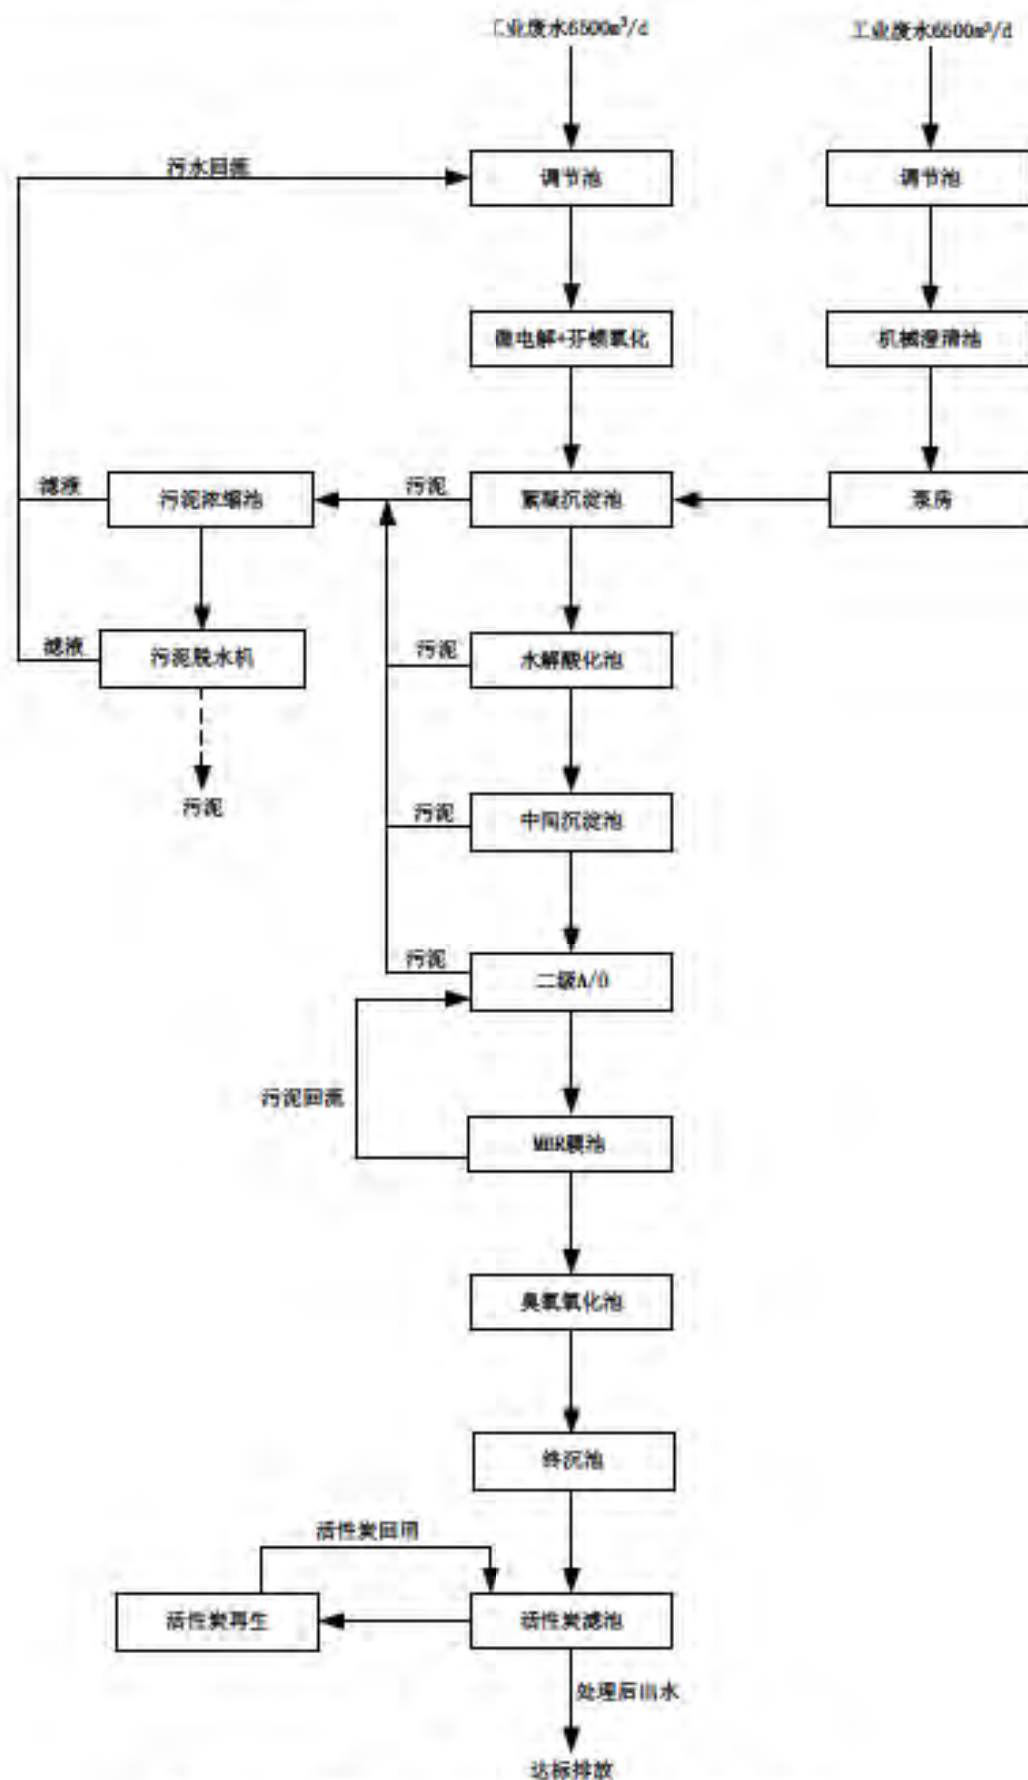 工业废水6500m³/d
工业废水6500m³/d
污水回流
调节池
调节池
微电解+芬顿氧化
机械澄清池
滤液
污泥浓缩池
污泥
絮凝沉淀池
泵房
滤液
污泥脱水机
污泥
水解酸化池
污泥
污泥
中间沉淀池
污泥
二级A/O
污泥回流
MBR膜池
臭氧氧化池
终沉池
活性炭回用
活性炭再生
活性炭滤池
处理后出水
达标排放